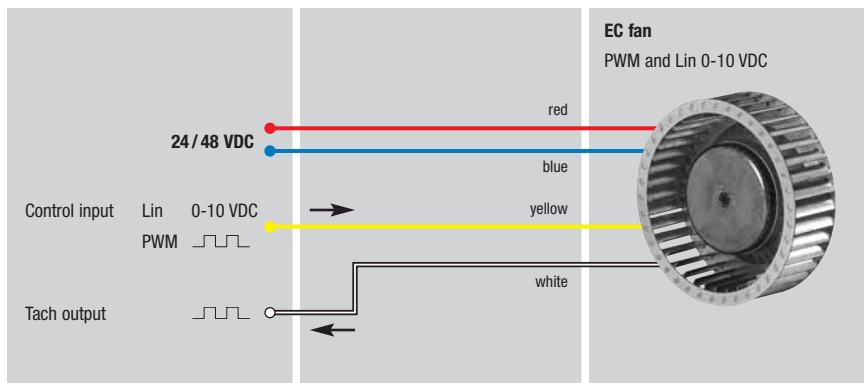 EC fan
PWM and Lin 0-10 VDC
red
24 / 48 VDC
blue
Control input Lin 0-10 VDC
yellow
PWM
white
Tach output